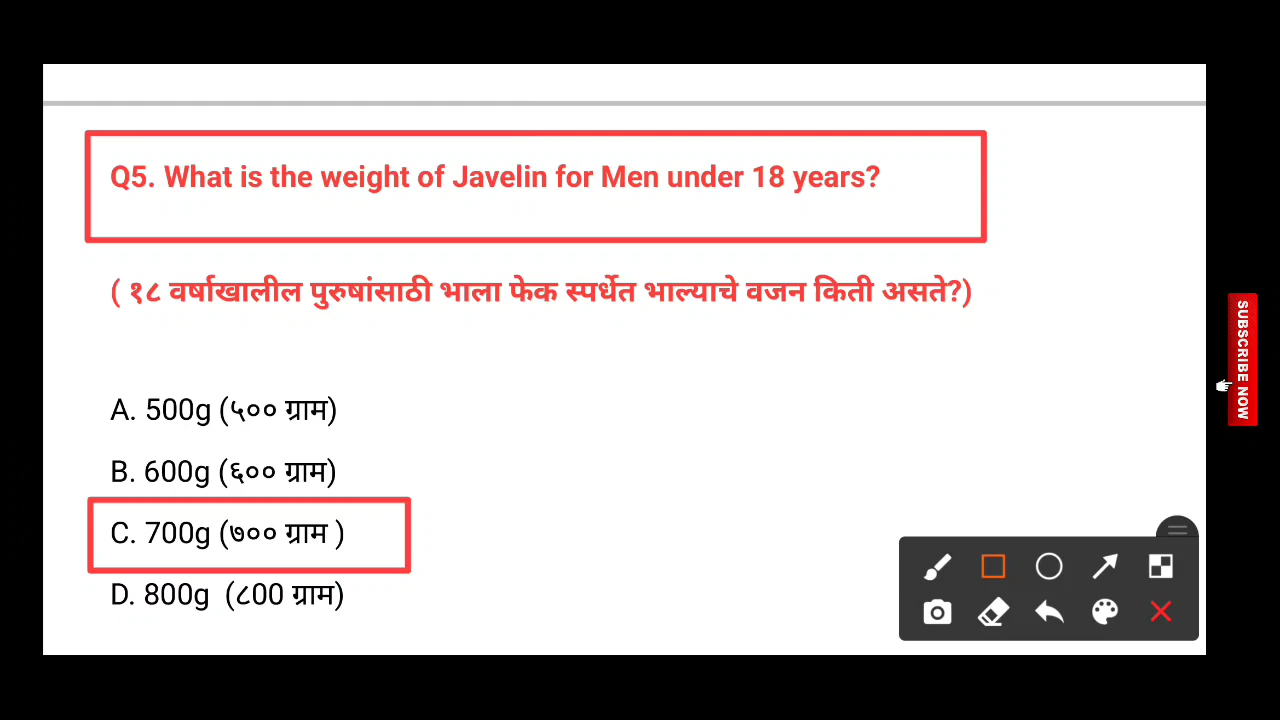 Q5. What is the weight of Javelin for Men under 18 years?
( १८ वर्षाखालील पुरुषांसाठी भाला फेक स्पर्धेत भाल्याचे वजन किती असते?)
A. 500g (५०० ग्राम)
B. 600g (६०० ग्राम)
C. 700g (७०० ग्राम )
D. 800g (८00 ग्राम)
SUBSCRIBE NOW